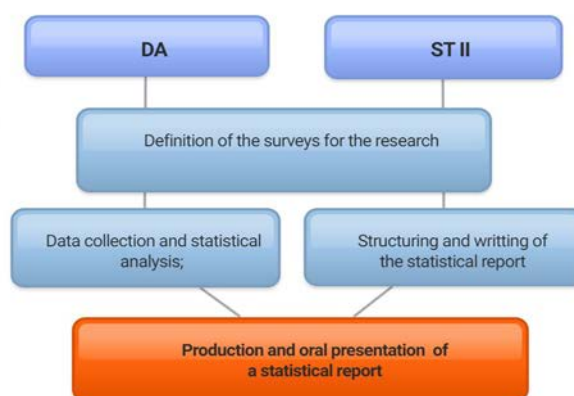 DA
ST II
Definition of the surveys for the research
Data collection and statistical
analysis;
Structuring and writting of
the statistical report
Production and oral presentation of
a statistical report